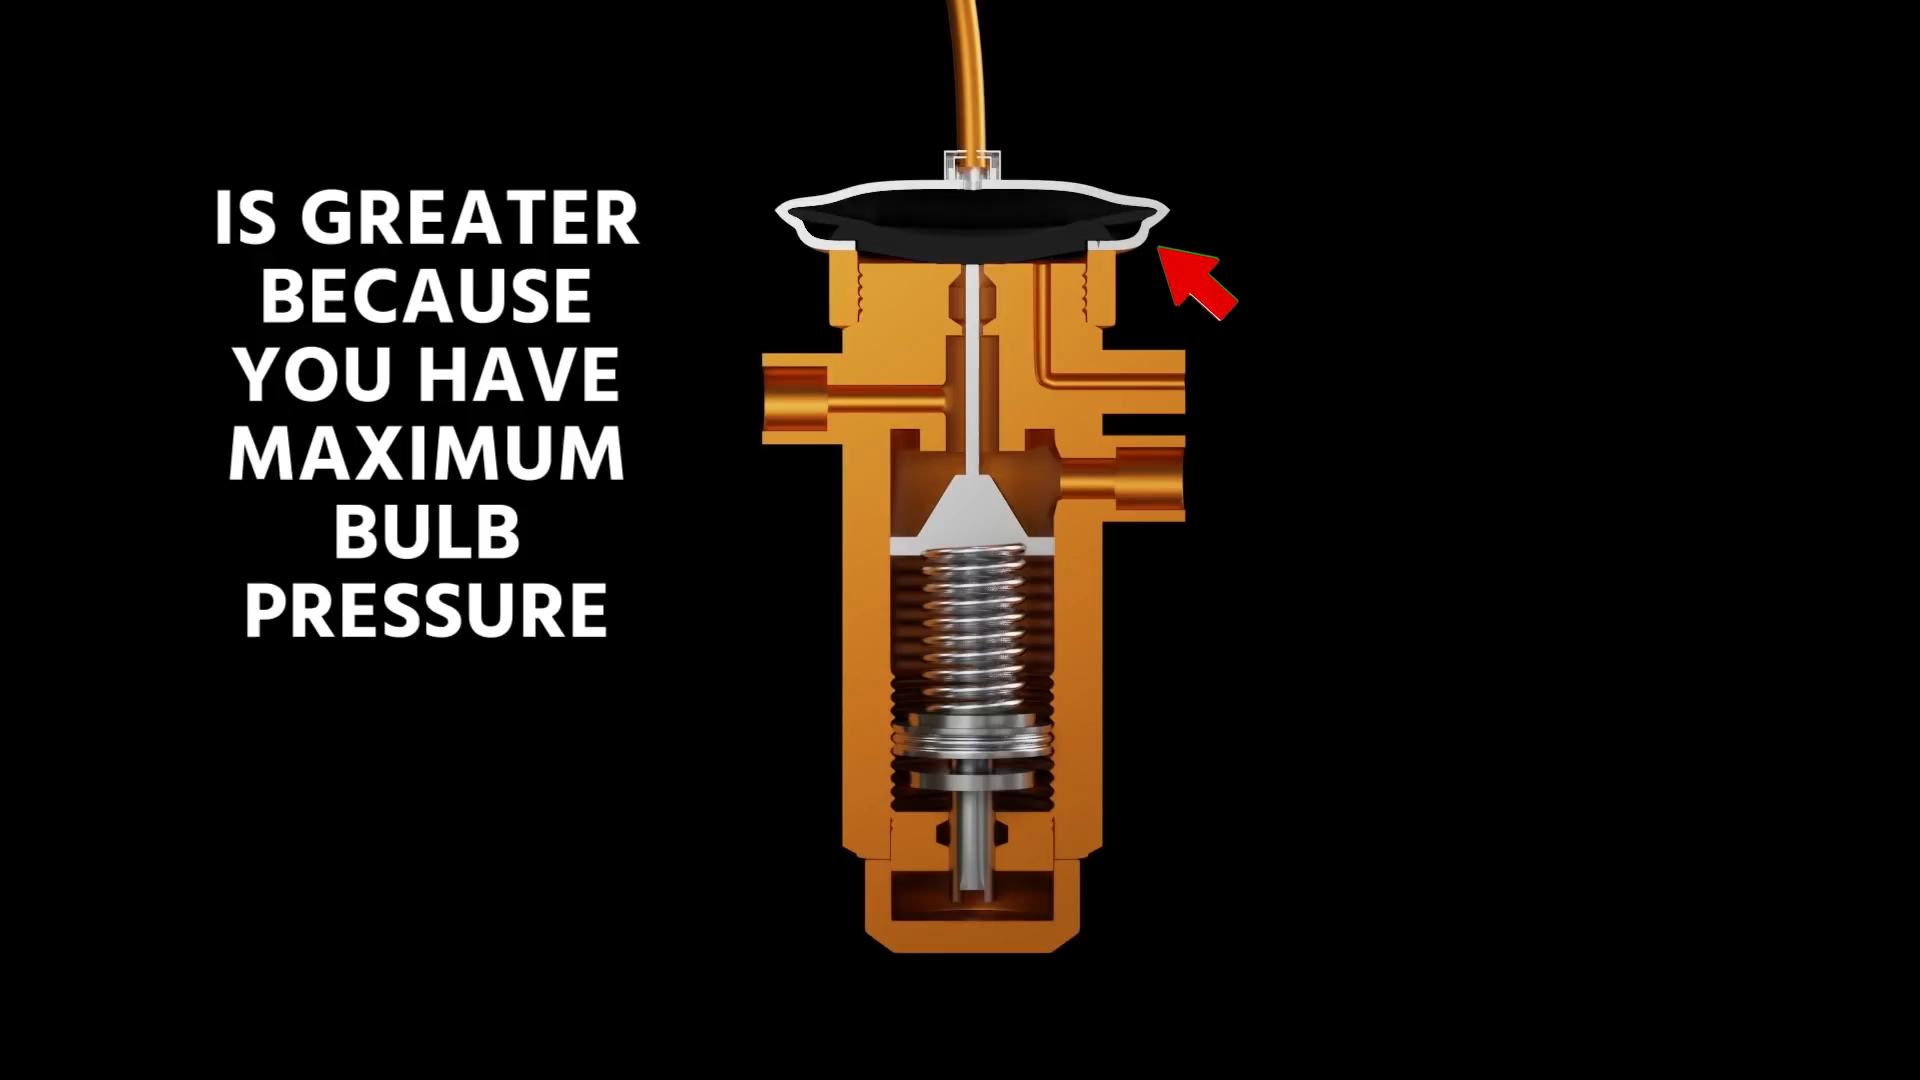 IS GREATER
BECAUSE
YOU HAVE
MAXIMUM
BULB
PRESSURE